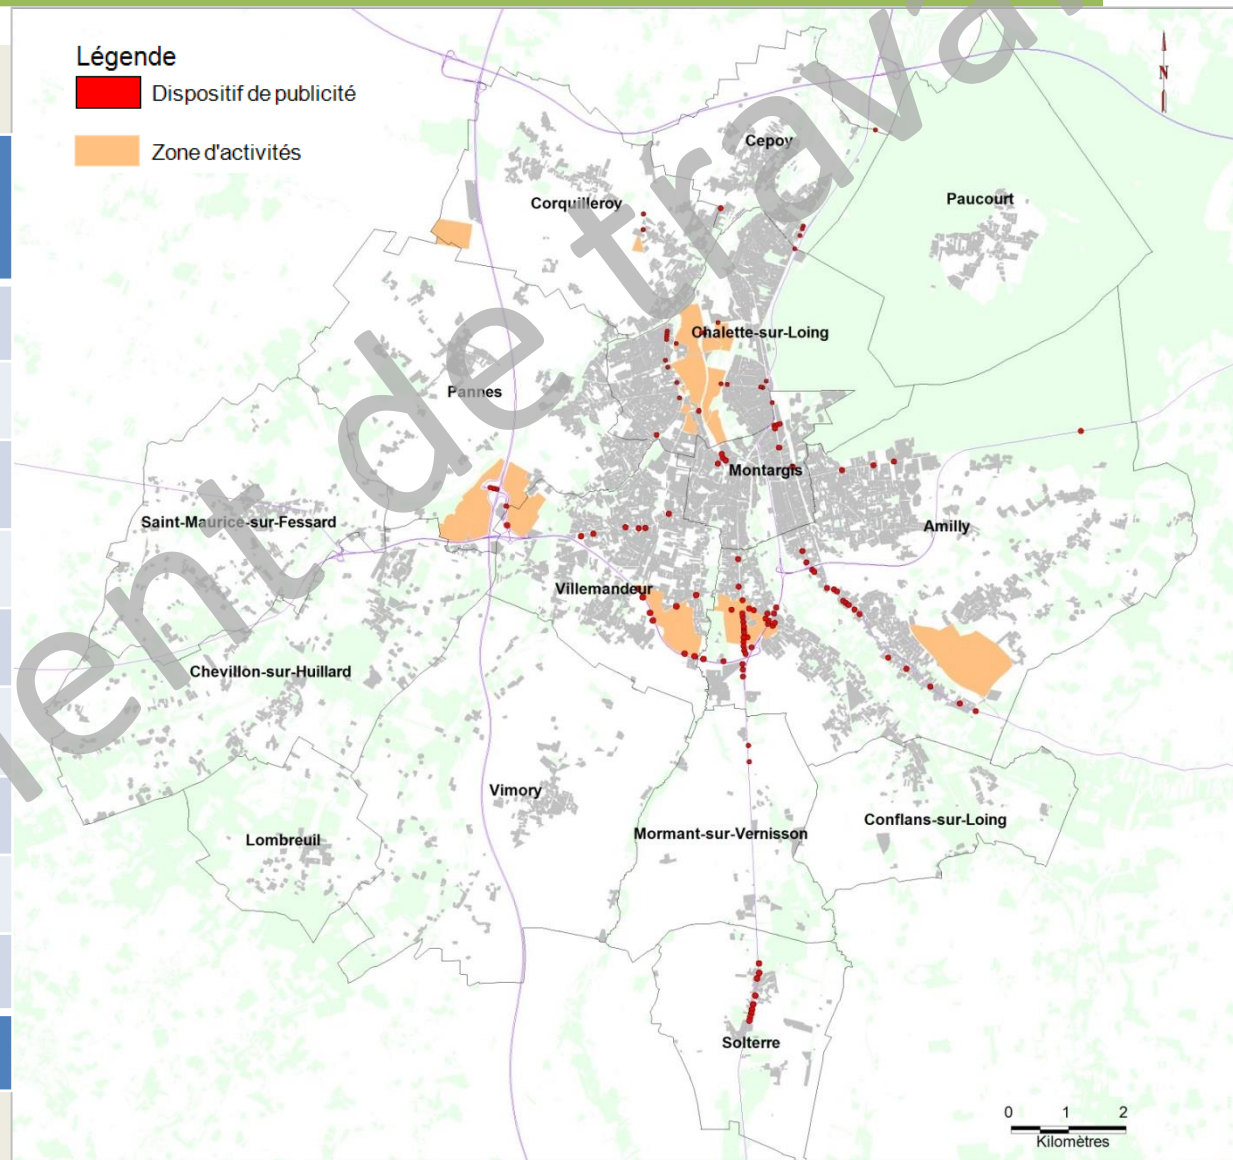 Légende
Dispositif de publicité
Zone d'activités
N
Cepoy
Paucourt
Corquilleroy
Chalette-sur-Loing
Pannes
Montargis
Saint-Maurice-sur-Fessard
Amilly
Villemandeur
Chevillon-sur-Huillard
Vimory
Conflans-sur-Loing
Mormant-sur-Vernisson
Lombreuil
Solterre
0 1 2
Kilomètres
ent de trava